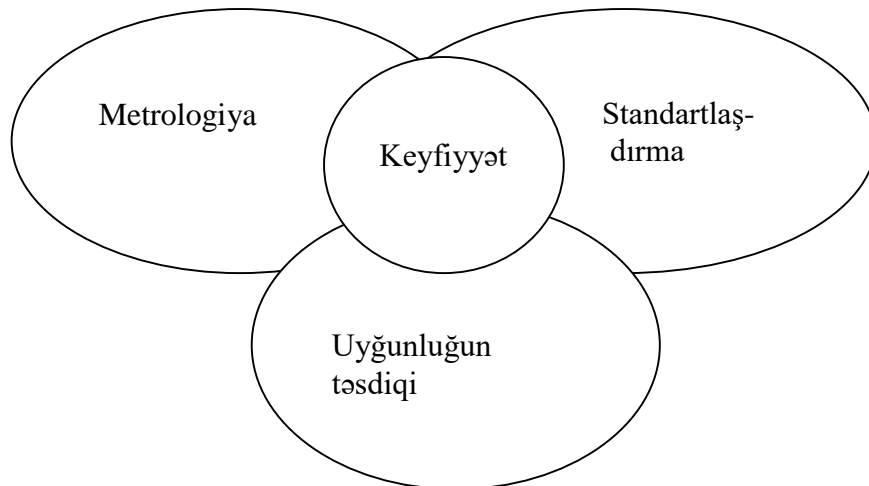 Metrologiya
Standartlaş-
dırma
Keyfiyyət
Uyğunluğun
təsdiqi